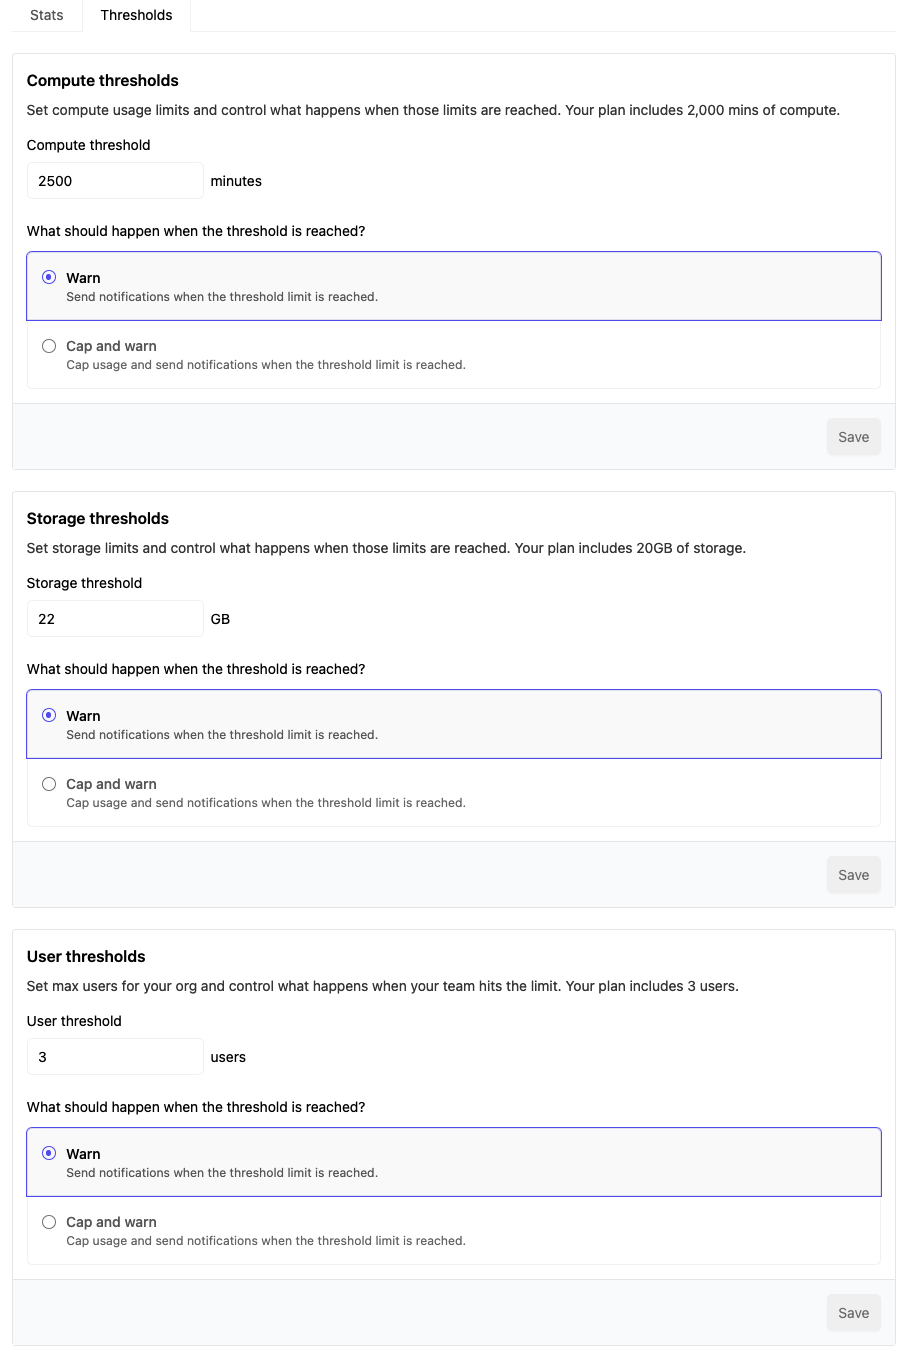 Stats
Thresholds
Compute thresholds
Set compute usage limits and control what happens when those limits are reached. Your plan includes 2,000 mins of compute.
Compute threshold
2500 minutes
What should happen when the threshold is reached?
Warn
Send notifications when the threshold limit is reached.
Cap and warn
Cap usage and send notifications when the threshold limit is reached.
Save
Storage thresholds
Set storage limits and control what happens when those limits are reached. Your plan includes 20GB of storage.
Storage threshold
22 GB
What should happen when the threshold is reached?
Warn
Send notifications when the threshold limit is reached.
Cap and warn
Cap usage and send notifications when the threshold limit is reached.
Save
User thresholds
Set max users for your org and control what happens when your team hits the limit. Your plan includes 3 users.
User threshold
3 users
What should happen when the threshold is reached?
Warn
Send notifications when the threshold limit is reached.
Cap and warn
Cap usage and send notifications when the threshold limit is reached.
Save